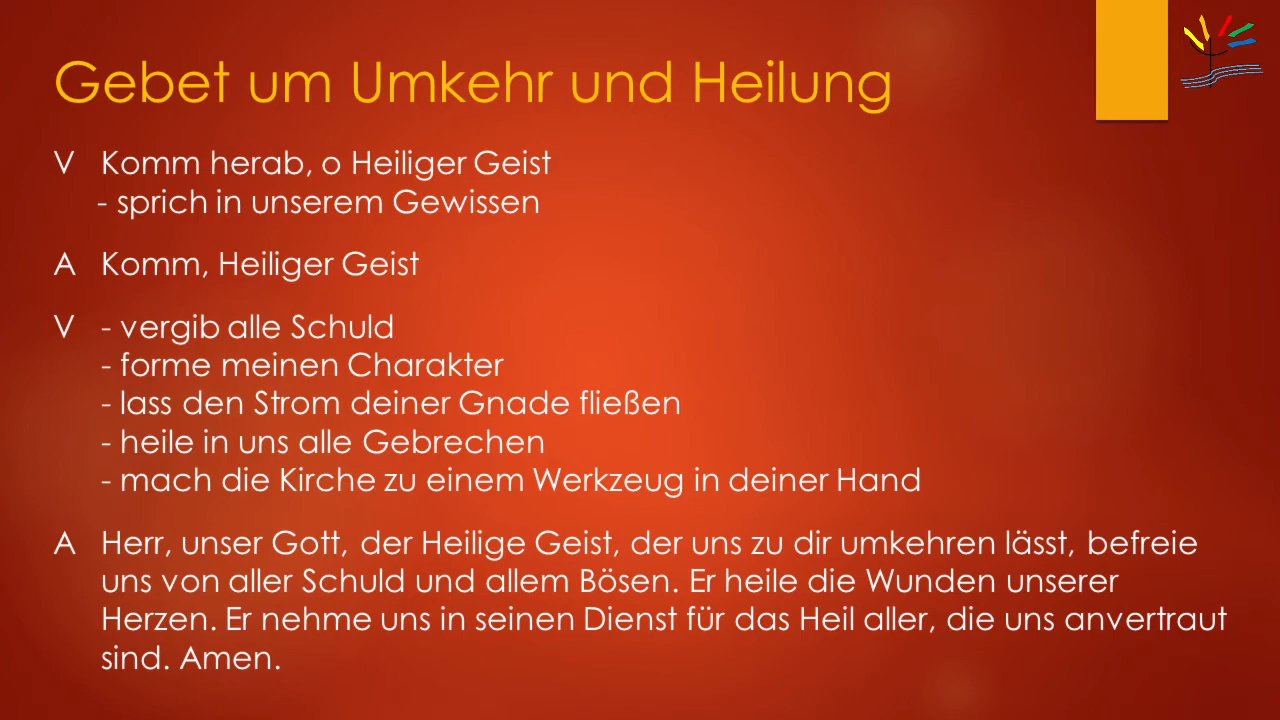 Gebet um Umkehr und Heilung
V Komm herab, o Heiliger Geist
- sprich in unserem Gewissen
A Komm, Heiliger Geist
V - vergib alle Schuld
- forme meinen Charakter
- lass den Strom deiner Gnade fließen
- heile in uns alle Gebrechen
- mach die Kirche zu einem Werkzeug in deiner Hand
A Herr, unser Gott, der Heilige Geist, der uns zu dir umkehren lässt, befreie
uns von aller Schuld und allem Bösen. Er heile die Wunden unserer
Herzen. Er nehme uns in seinen Dienst für das Heil aller, die uns anvertraut
sind. Amen.